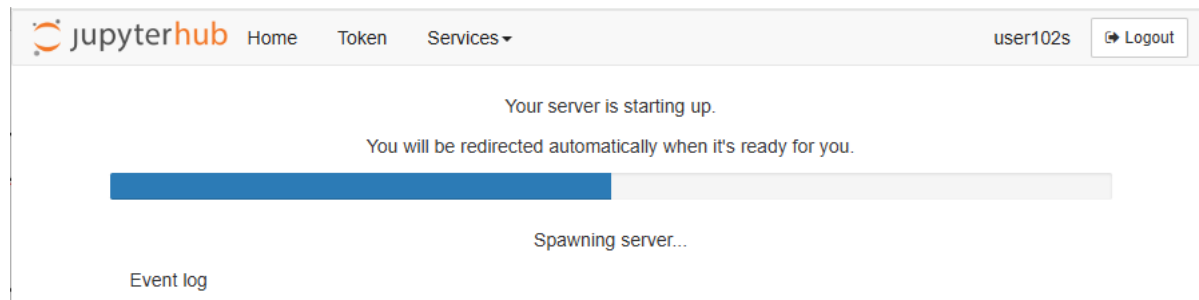 jupyterhub Home Token Services user102s Logout
Your server is starting up.
You will be redirected automatically when it's ready for you.
Spawning server...
Event log